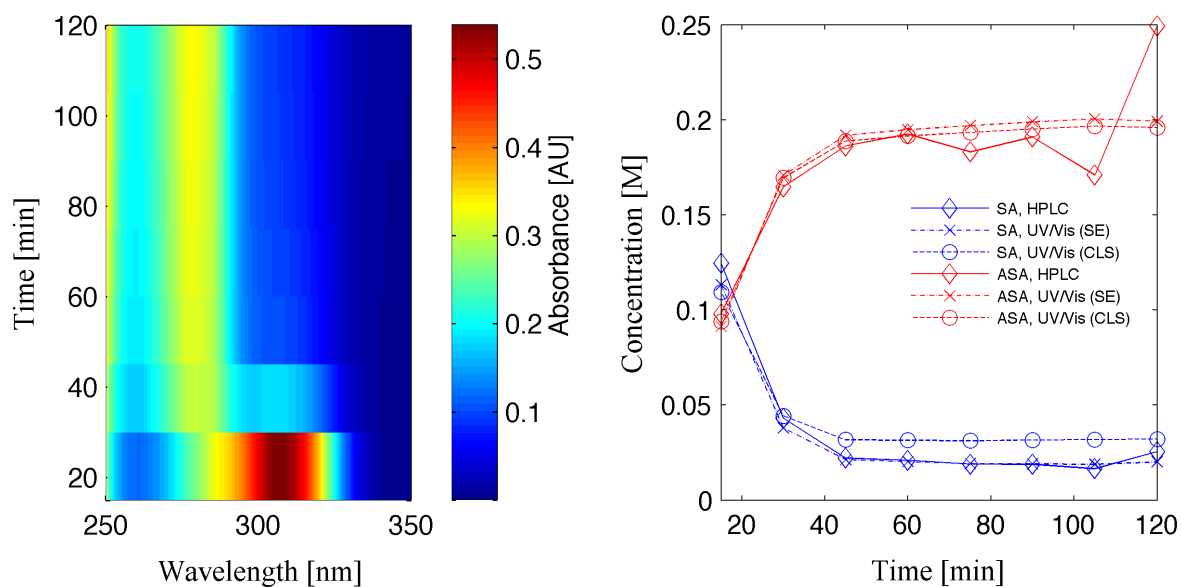 120
100
80
60
40
20
Time [min]
250
300
350
Wavelength [nm]
0.5
0.4
0.3
0.2
0.1
Absorbance [AU]
0.25
0.2
0.15
0.1
0.05
0
Concentration [M]
SA, HPLC
SA, UV/Vis (SE)
SA, UV/Vis (CLS)
ASA, HPLC
ASA, UV/Vis (SE)
ASA, UV/Vis (CLS)
20
40
60
80
100
120
Time [min]